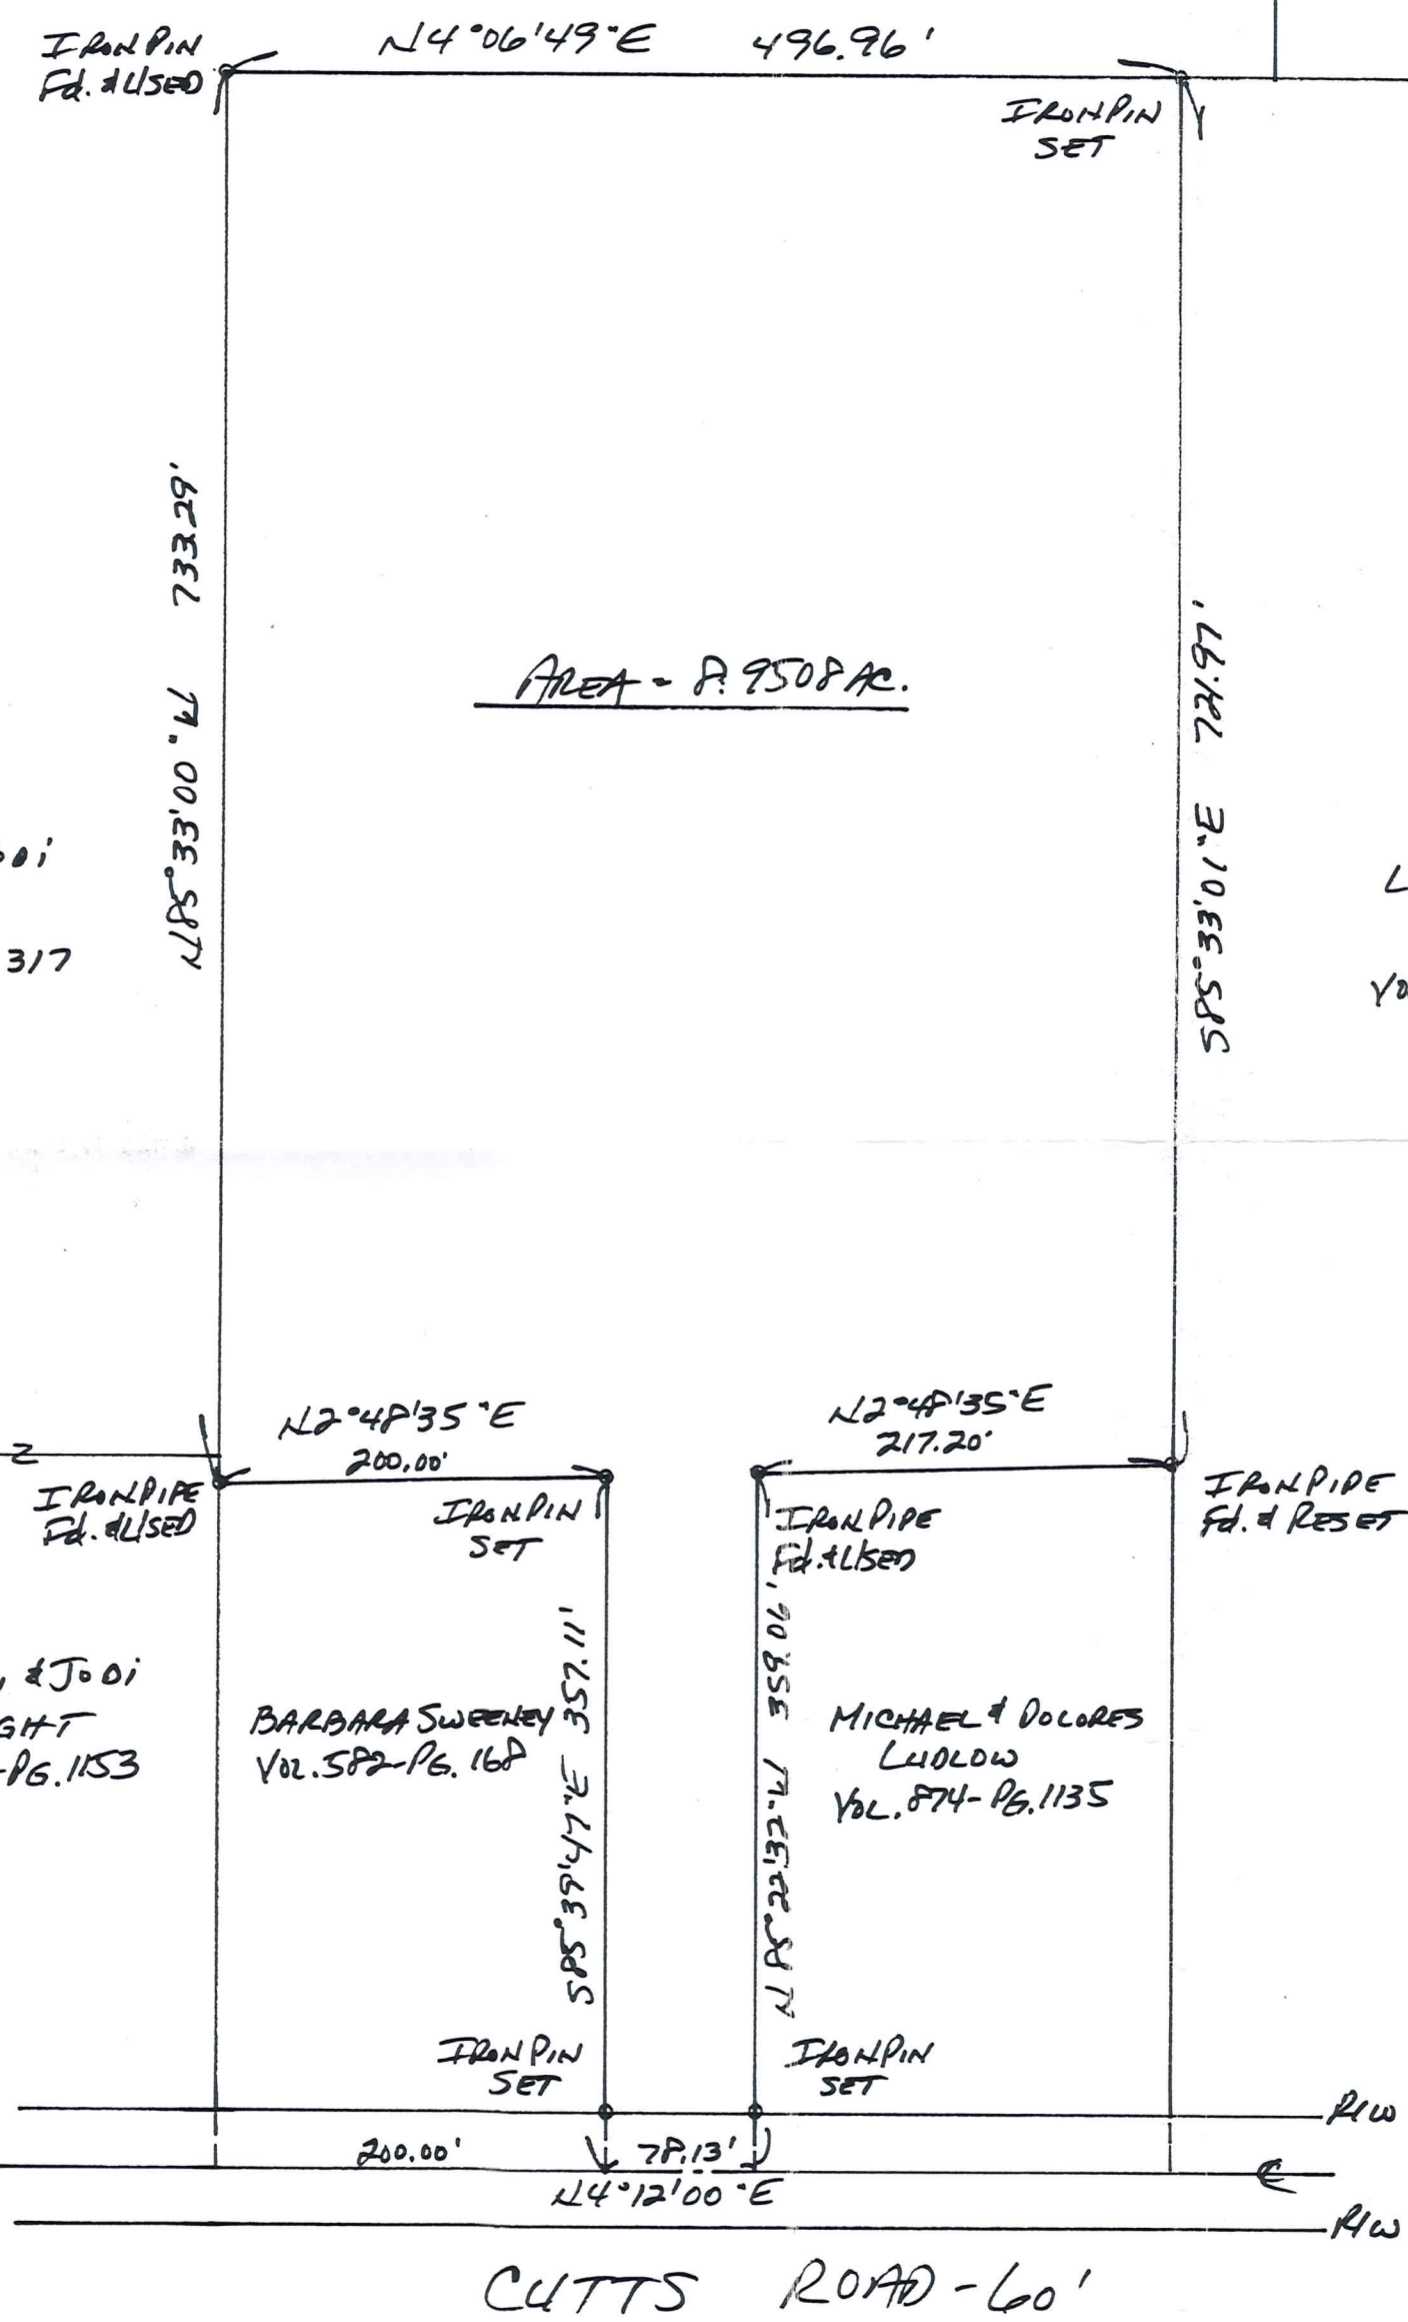 IRON PIN
Fd. & USED
N4°06'49"E 496.96'
IRON PIN
SET
733.29'
N85°33'00"W
AREA = 8.9508 AC.
S85°33'01"E 721.97'
317
N2°48'35"E
200.00'
N2°48'35"E
217.20'
IRON PIPE
Fd. & USED
IRON PIN
SET
IRON PIPE
Fd. & USED
IRON PIPE
Fd. & RESET
S85°39'47"E 357.11'
N85°22'32"W 359.06'
& JODI
GHT
-PG. 1153
BARBARA SWEENEY
VOL. 582-PG. 168
MICHAEL & DOLORES
LUDLOW
VOL. 874-PG. 1135
IRON PIN
SET
IRON PIN
SET
R/W
200.00'
78.13'
N4°12'00"E
℄
R/W
CUTTS ROAD - 60'